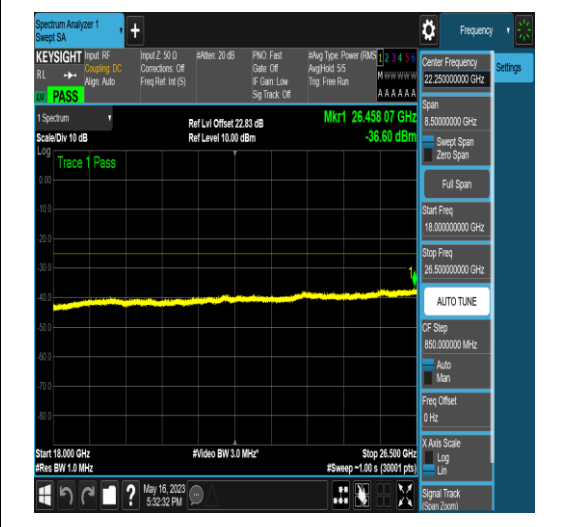 Spectrum Analyzer 1
Swept SA
+
Frequency
KEYSIGHT
RL
PASS
Input: RF
Coupling: DC
Align: Auto
Input Z: 50 Ω
Corrections: Off
Freq Ref: Int (S)
#Atten: 20 dB
PNO: Fast
Gate: Off
IF Gain: Low
Sig Track: Off
#Avg Type: Power (RMS
Avg|Hold: 5/5
Trig: Free Run
1 2 3 4 5 6
M W W W W W
A A A A A A
1 Spectrum
Scale/Div 10 dB
Ref Lvl Offset 22.83 dB
Ref Level 10.00 dBm
Mkr1 26.458 07 GHz
-36.60 dBm
Log
Trace 1 Pass
0.00
-10.0
-20.0
-30.0
1
-40.0
-50.0
-60.0
-70.0
-80.0
Start 18.000 GHz
#Res BW 1.0 MHz
#Video BW 3.0 MHz*
Stop 26.500 GHz
#Sweep ~1.00 s (30001 pts)
May 16, 2023
5:32:32 PM
?
Center Frequency
22.250000000 GHz
Settings
Span
8.50000000 GHz
Swept Span
Zero Span
Full Span
Start Freq
18.000000000 GHz
Stop Freq
26.500000000 GHz
AUTO TUNE
CF Step
850.000000 MHz
Auto
Man
Freq Offset
0 Hz
X Axis Scale
Log
Lin
Signal Track
(Span Zoom)